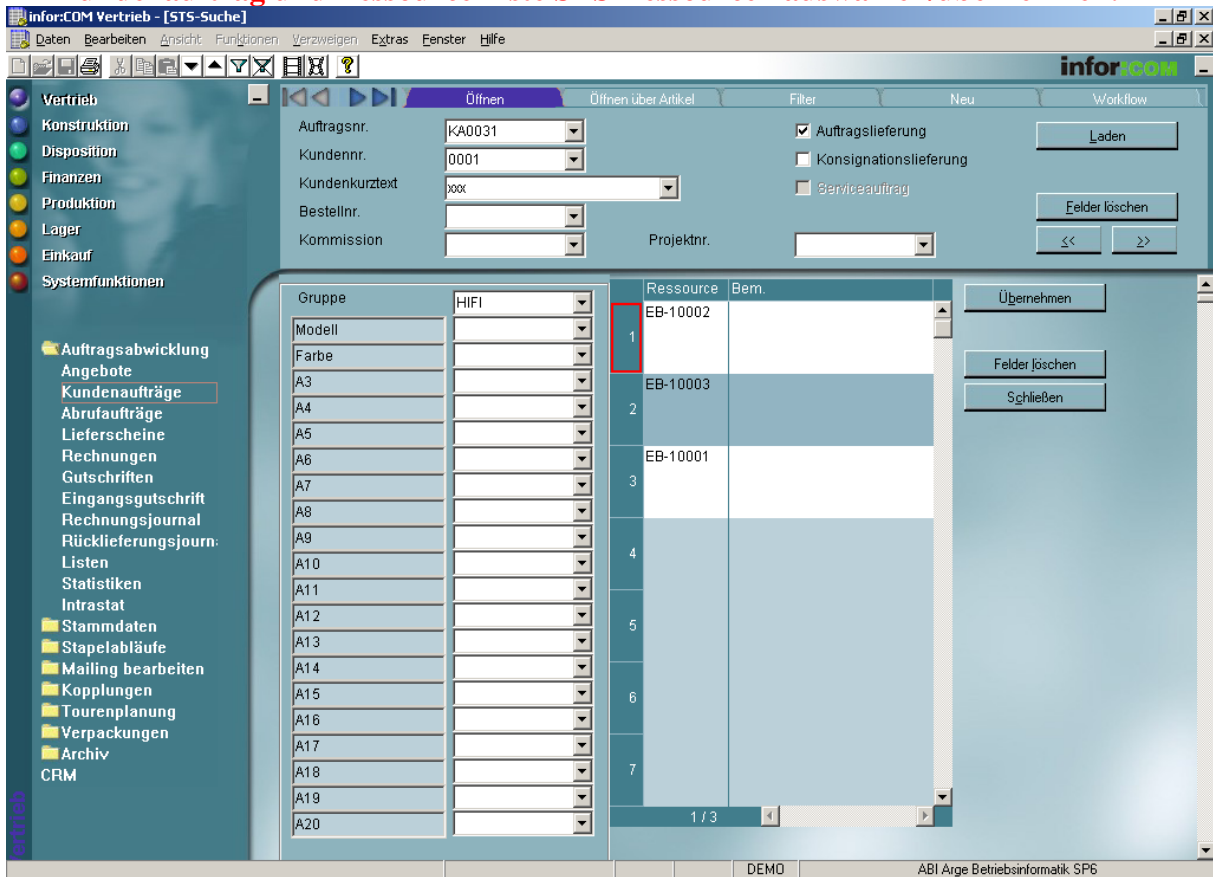 infor:COM Vertrieb - [STS-Suche]
Daten Bearbeiten Ansicht Funktionen Verzweigen Extras Fenster Hilfe
infor:COM
Vertrieb
Konstruktion
Disposition
Finanzen
Produktion
Lager
Einkauf
Systemfunktionen
Auftragsabwicklung
Angebote
Kundenaufträge
Abrufaufträge
Lieferscheine
Rechnungen
Gutschriften
Eingangsgutschrift
Rechnungsjournal
Rücklieferungsjourn
Listen
Statistiken
Intrastat
Stammdaten
Stapelabläufe
Mailing bearbeiten
Kopplungen
Tourenplanung
Verpackungen
Archiv
CRM
Öffnen Öffnen über Artikel Filter Neu Workflow
Auftragsnr. KA0031 Auftragslieferung Laden
Kundennr. 0001 Konsignationslieferung
Kundenkurztext xxx Serviceauftrag
Bestellnr. Felder löschen
Kommission Projektnr. << >>
Gruppe HIFI
Modell
Farbe
A3
A4
A5
A6
A7
A8
A9
A10
A11
A12
A13
A14
A15
A16
A17
A18
A19
A20
Ressource Bem.
1 EB-10002
2 EB-10003
3 EB-10001
4
5
6
7
1 / 3
Übernehmen
Felder löschen
Schließen
DEMO ABI Arge Betriebsinformatik SP6